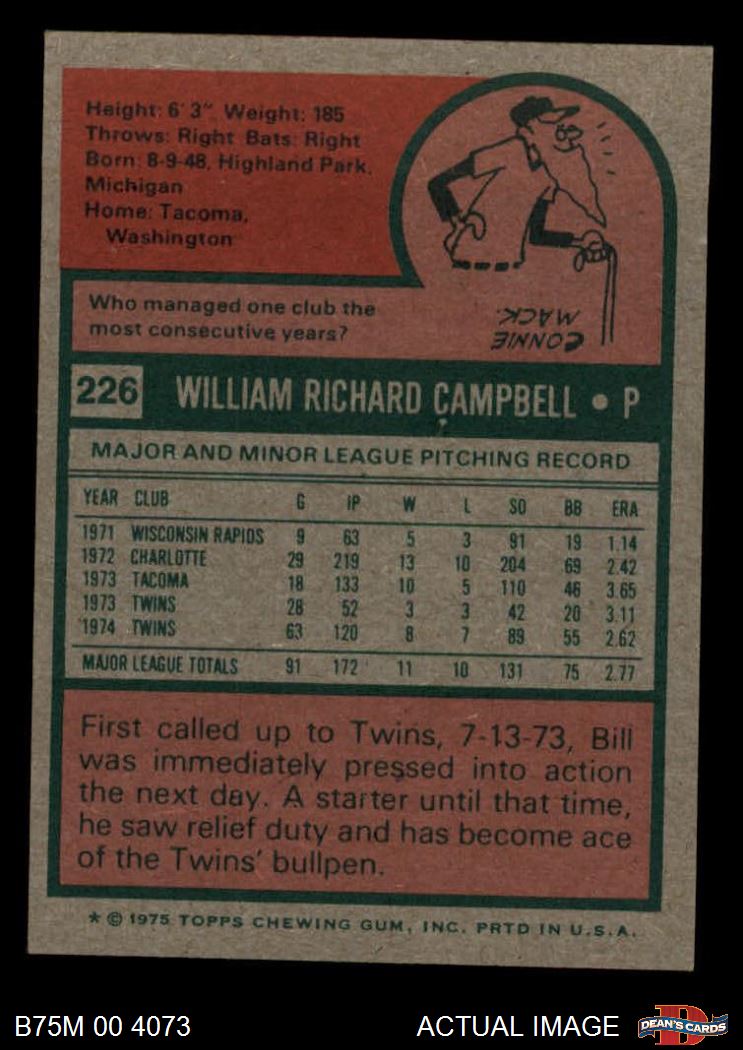 Height: 6' 3" Weight: 185
Throws: Right Bats: Right
Born: 8-9-48, Highland Park,
Michigan
Home: Tacoma,
Washington
Who managed one club the
most consecutive years?
CONNIE
MACK.
226 WILLIAM RICHARD CAMPBELL • P
MAJOR AND MINOR LEAGUE PITCHING RECORD
YEAR CLUB G IP W L SO BB ERA
1971 WISCONSIN RAPIDS 9 63 5 3 91 19 1.14
1972 CHARLOTTE 29 219 13 10 204 69 2.42
1973 TACOMA 18 133 10 5 110 46 3.65
1973 TWINS 28 52 3 3 42 20 3.11
1974 TWINS 63 120 8 7 89 55 2.62
MAJOR LEAGUE TOTALS 91 172 11 10 131 75 2.77
First called up to Twins, 7-13-73, Bill
was immediately pressed into action
the next day. A starter until that time,
he saw relief duty and has become ace
of the Twins' bullpen.
* © 1975 TOPPS CHEWING GUM, INC. PRTD IN U.S.A.
B75M 00 4073 ACTUAL IMAGE
DEAN'S CARDS